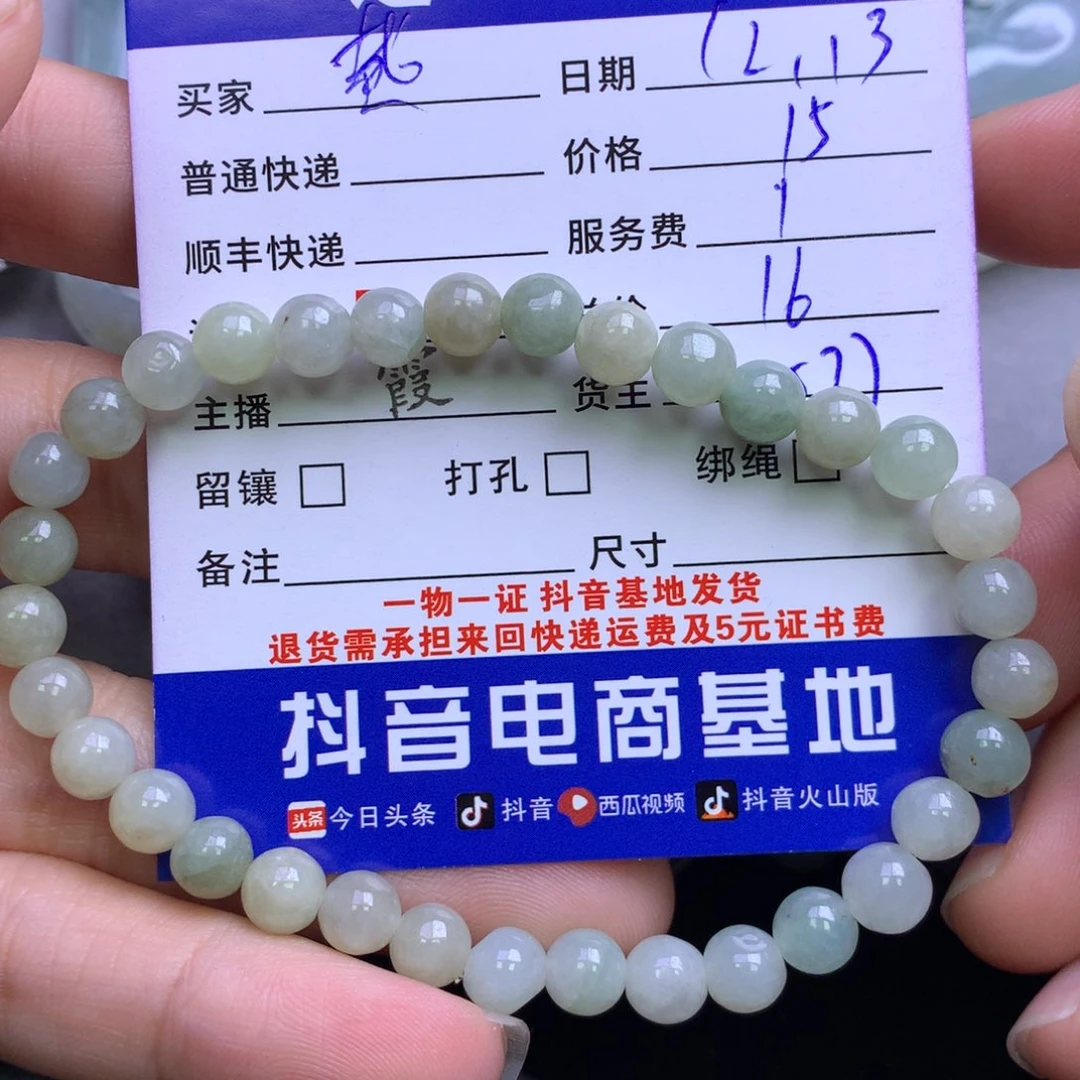 买家 日期 12.13
普通快递 价格 15
顺丰快递 服务费 1
16
主播 霞 货主
留镶 打孔 绑绳
备注 尺寸
一物一证 抖音基地发货
退货需承担来回快递运费及5元证书费
抖音电商基地
头条 今日头条 抖音 西瓜视频 抖音火山版